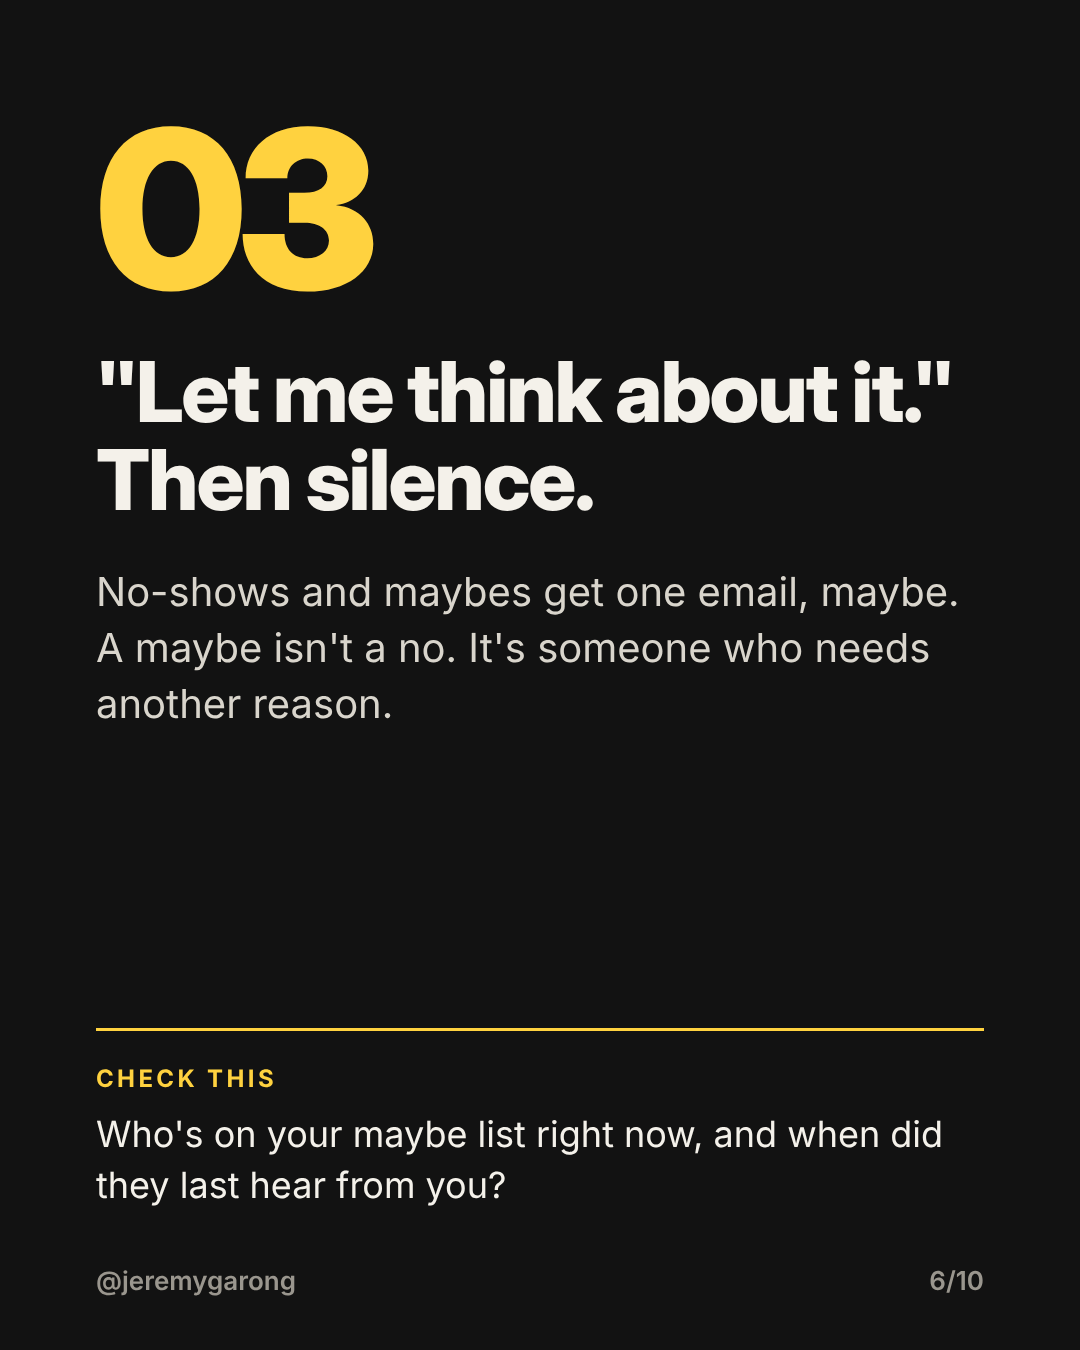 03
"Let me think about it."
Then silence.
No-shows and maybes get one email, maybe.
A maybe isn't a no. It's someone who needs
another reason.
CHECK THIS
Who's on your maybe list right now, and when did
they last hear from you?
@jeremygarong
6/10